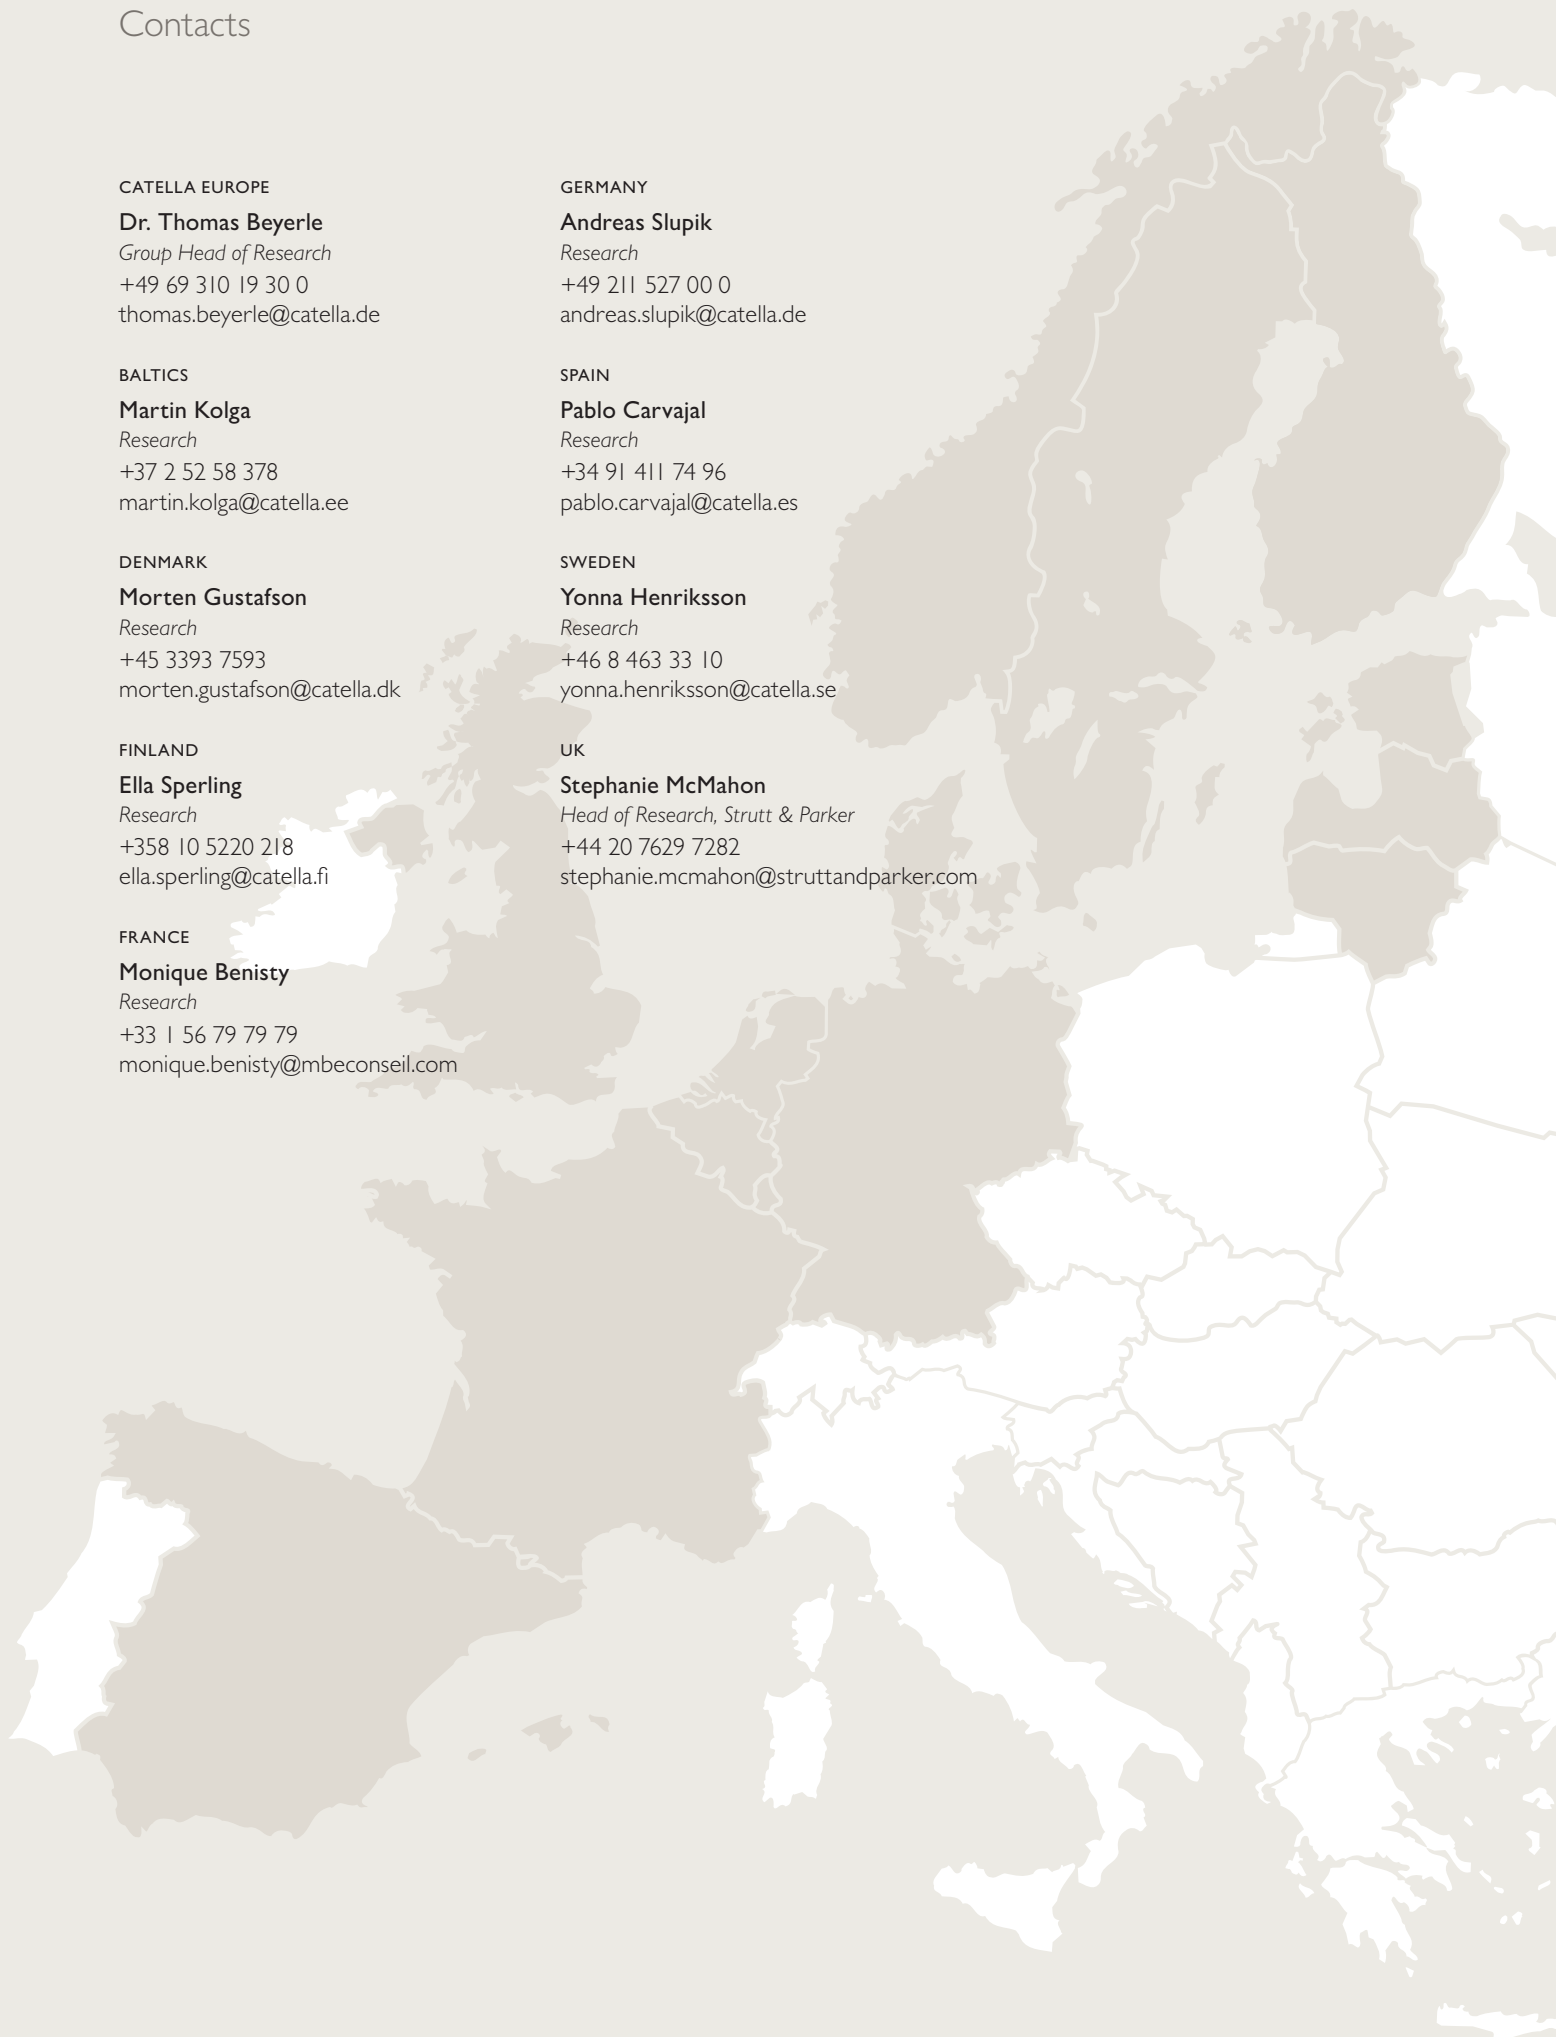 Contacts
CATELLA EUROPE
Dr. Thomas Beyerle
Group Head of Research
+49 69 310 19 30 0
thomas.beyerle@catella.de
BALTICS
Martin Kolga
Research
+37 2 52 58 378
martin.kolga@catella.ee
DENMARK
Morten Gustafson
Research
+45 3393 7593
morten.gustafson@catella.dk
FINLAND
Ella Sperling
Research
+358 10 5220 218
ella.sperling@catella.fi
FRANCE
Monique Benisty
Research
+33 1 56 79 79 79
monique.benisty@mbeconseil.com
GERMANY
Andreas Slupik
Research
+49 211 527 00 0
andreas.slupik@catella.de
SPAIN
Pablo Carvajal
Research
+34 91 411 74 96
pablo.carvajal@catella.es
SWEDEN
Yonna Henriksson
Research
+46 8 463 33 10
yonna.henriksson@catella.se
UK
Stephanie McMahon
Head of Research, Strutt & Parker
+44 20 7629 7282
stephanie.mcmahon@struttandparker.com